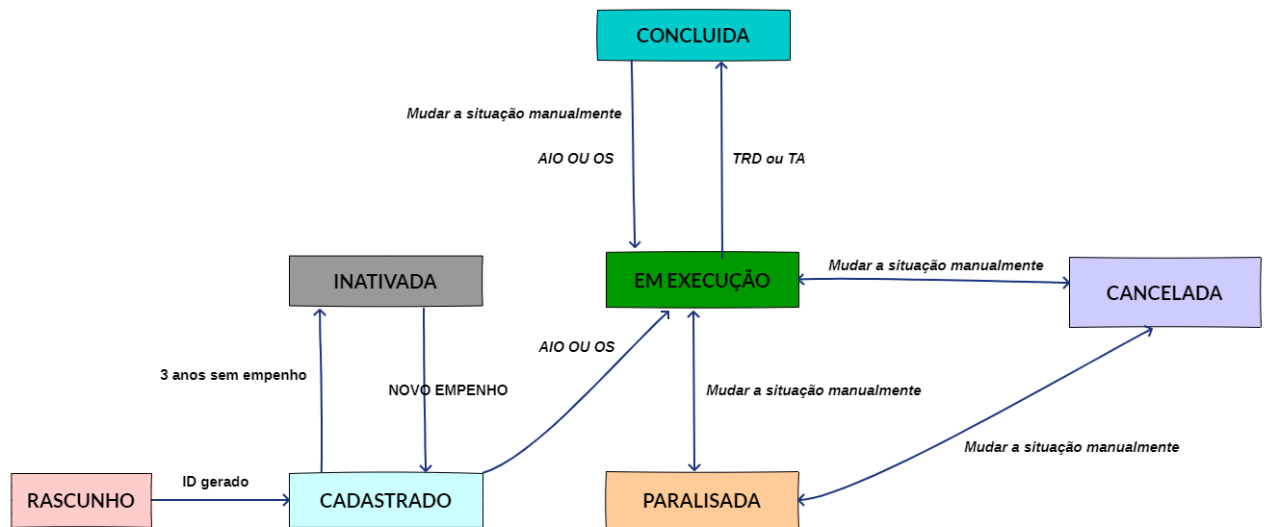 CONCLUIDA
Mudar a situação manualmente
AIO OU OS
TRD ou TA
INATIVADA
EM EXECUÇÃO
Mudar a situação manualmente
CANCELADA
3 anos sem empenho
NOVO EMPENHO
AIO OU OS
Mudar a situação manualmente
Mudar a situação manualmente
RASCUNHO
ID gerado
CADASTRADO
PARALISADA